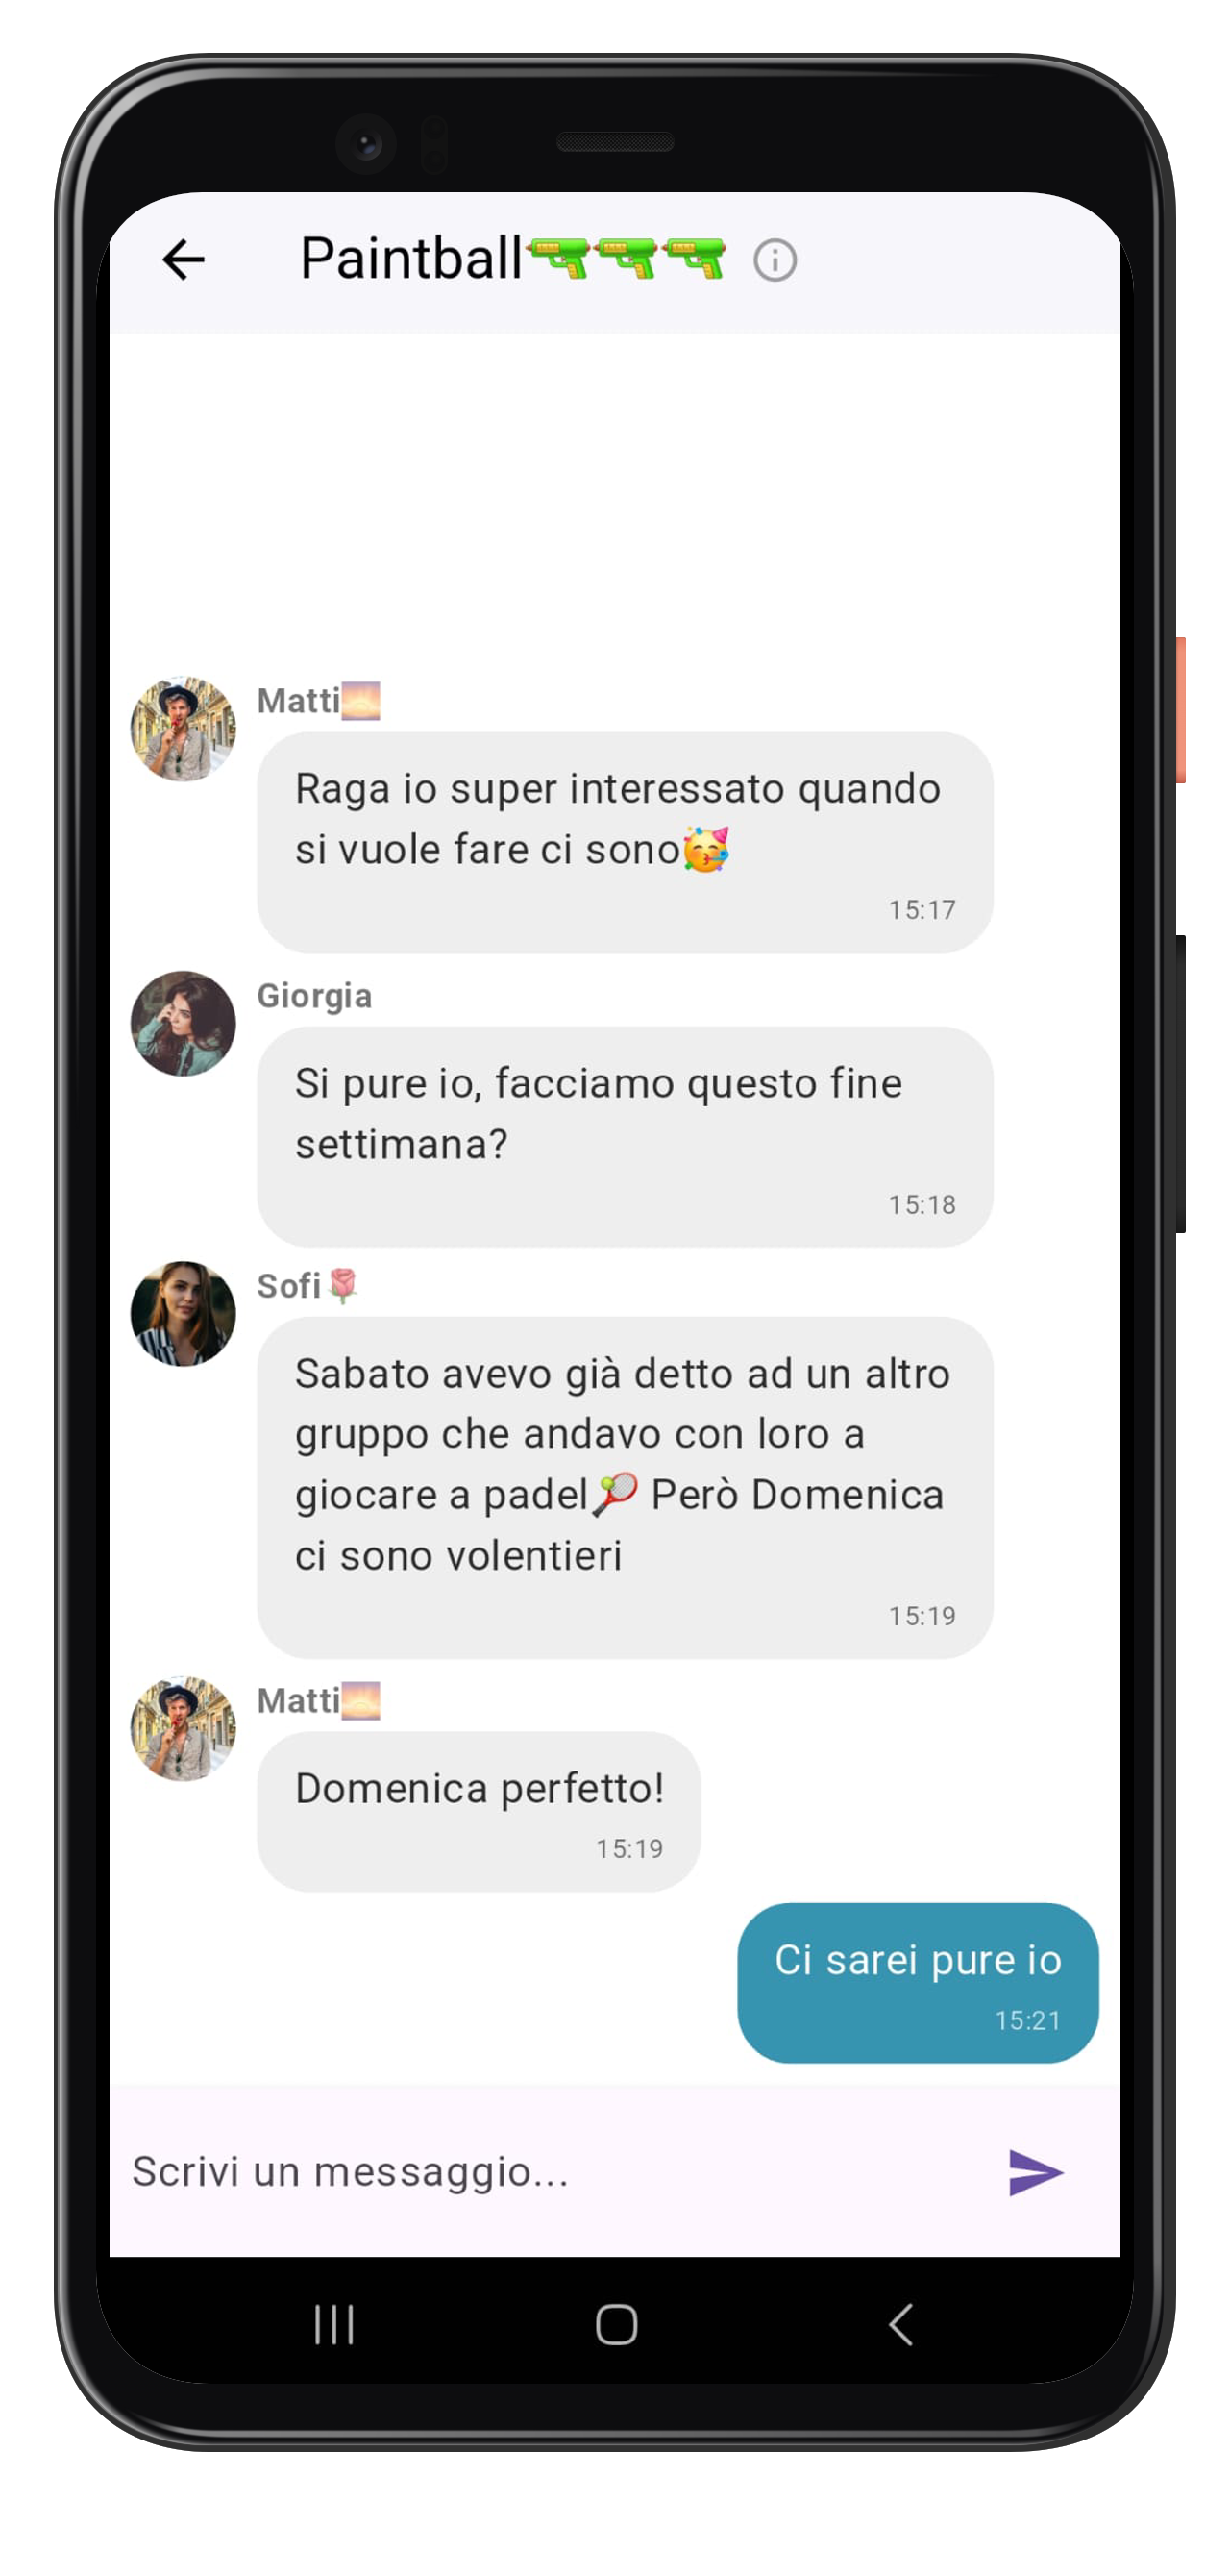 Paintball🔫🔫🔫
Matti🌅
Raga io super interessato quando
si vuole fare ci sono🥳
15:17
Giorgia
Si pure io, facciamo questo fine
settimana?
15:18
Sofi🌹
Sabato avevo già detto ad un altro
gruppo che andavo con loro a
giocare a padel🎾 Però Domenica
ci sono volentieri
15:19
Matti🌅
Domenica perfetto!
15:19
Ci sarei pure io
15:21
Scrivi un messaggio...